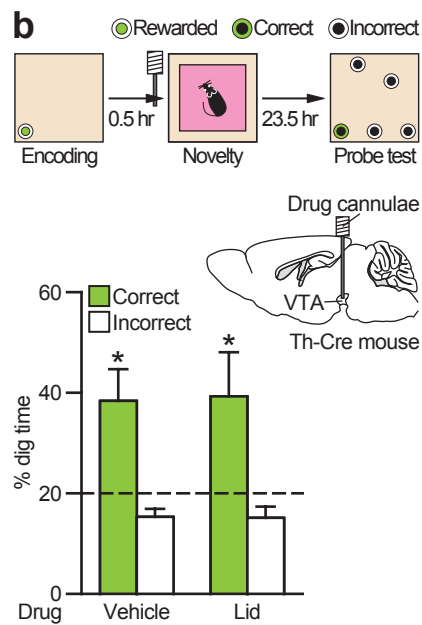 b
Rewarded Correct Incorrect
0.5 hr 23.5 hr
Encoding Novelty Probe test
Drug cannulae
VTA
Th-Cre mouse
60
Correct
Incorrect
* *
40
% dig time
20
0
Drug Vehicle Lid